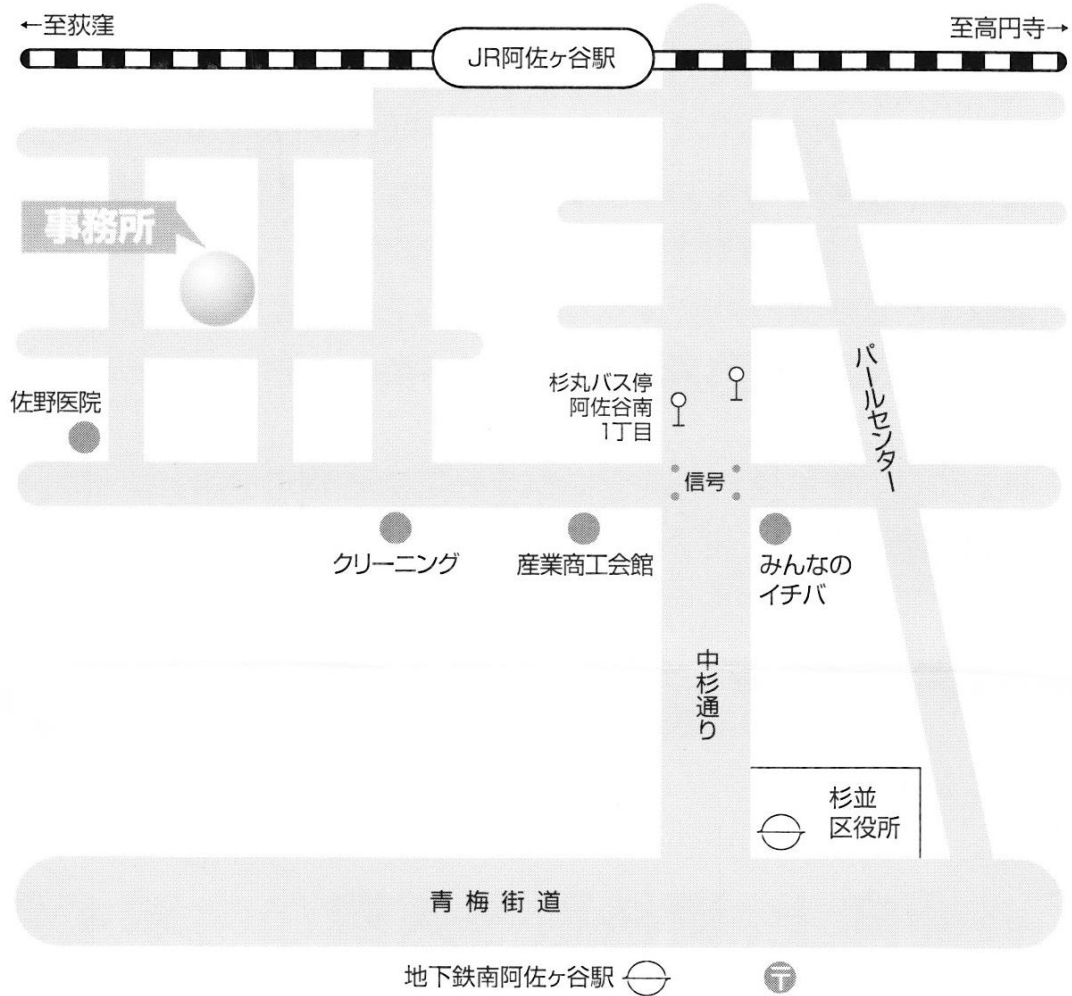 ←至荻窪
至高円寺→
JR阿佐ヶ谷駅
事務所
佐野医院
杉丸バス停
阿佐谷南
1丁目
パールセンター
信号
クリーニング
産業商工会館
みんなの
イチバ
中杉通り
杉並
区役所
青梅街道
地下鉄南阿佐ヶ谷駅
〒